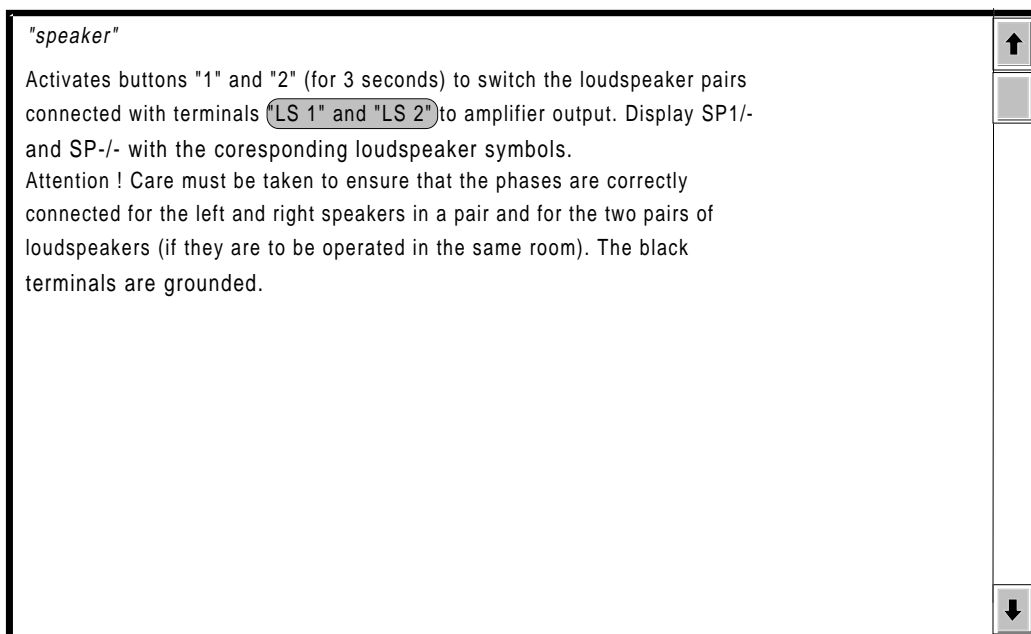 "speaker"
Activates buttons "1" and "2" (for 3 seconds) to switch the loudspeaker pairs
connected with terminals "LS 1" and "LS 2" to amplifier output. Display SP1/-
and SP-/- with the coresponding loudspeaker symbols.
Attention ! Care must be taken to ensure that the phases are correctly
connected for the left and right speakers in a pair and for the two pairs of
loudspeakers (if they are to be operated in the same room). The black
terminals are grounded.